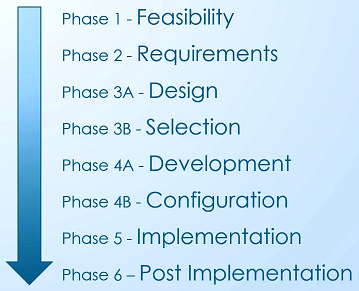 Phase 1 - Feasibility
Phase 2 - Requirements
Phase 3A - Design
Phase 3B - Selection
Phase 4A - Development
Phase 4B - Configuration
Phase 5 - Implementation
Phase 6 – Post Implementation